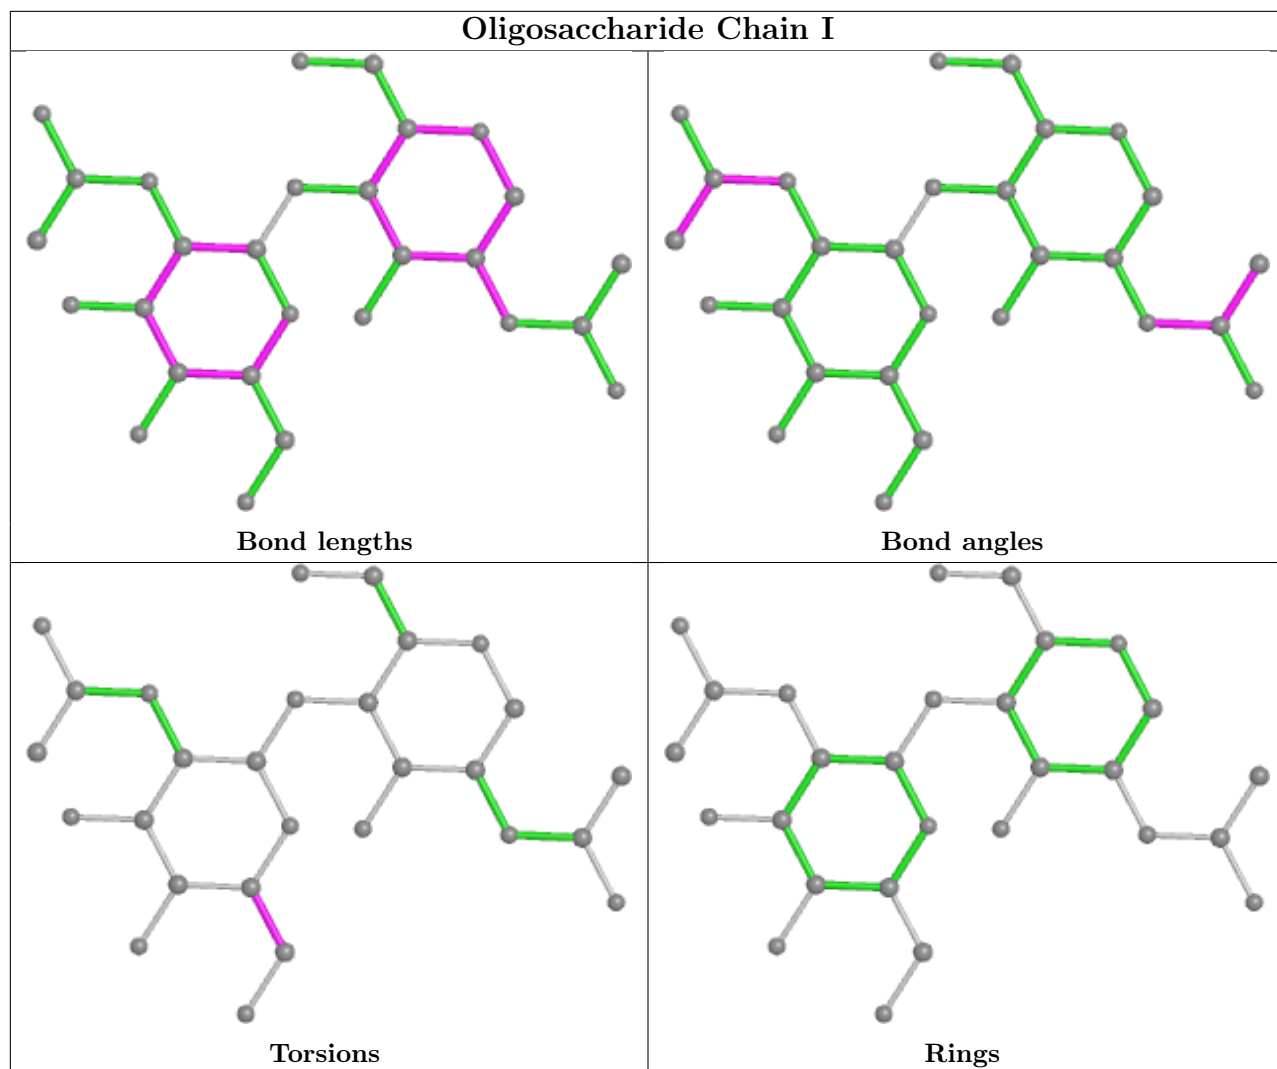 Oligosaccharide Chain I
Bond lengths
Bond angles
Torsions
Rings